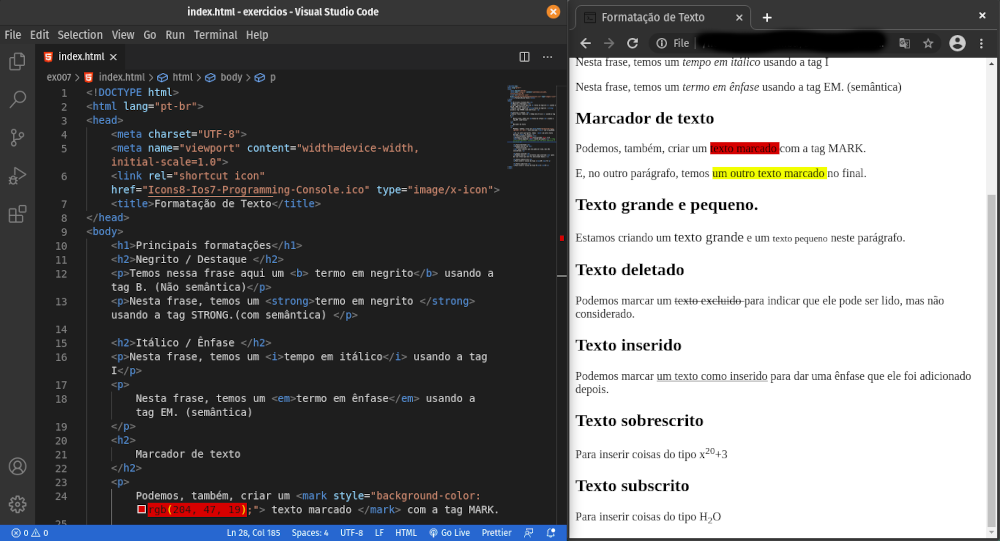 index.html - exercicios - Visual Studio Code
File Edit Selection View Go Run Terminal Help
index.html
ex007 > index.html > html > body > p
1 <!DOCTYPE html>
2 <html lang="pt-br">
3 <head>
4 <meta charset="UTF-8">
5 <meta name="viewport" content="width=device-width,
initial-scale=1.0">
6 <link rel="shortcut icon"
href="Icons8-Ios7-Programming-Console.ico" type="image/x-icon">
7 <title>Formatação de Texto</title>
8 </head>
9 <body>
10 <h1>Principais formatações</h1>
11 <h2>Negrito / Destaque </h2>
12 <p>Temos nessa frase aqui um <b> termo em negrito</b> usando a
tag B. (Não semântica)</p>
13 <p>Nesta frase, temos um <strong>termo em negrito </strong>
usando a tag STRONG.(com semântica) </p>
14
15 <h2>Itálico / Ênfase </h2>
16 <p>Nesta frase, temos um <i>tempo em itálico</i> usando a tag
I</p>
17 <p>
18 Nesta frase, temos um <em>termo em ênfase</em> usando a
tag EM. (semântica)
19 </p>
20 <h2>
21 Marcador de texto
22 </h2>
23 <p>
24 Podemos, também, criar um <mark style="background-color:
rgb(204, 47, 19);"> texto marcado </mark> com a tag MARK.
25
0 0 Ln 28, Col 185 Spaces: 4 UTF-8 LF HTML Go Live Prettier
Formatação de Texto
File
Nesta frase, temos um tempo em itálico usando a tag I
Nesta frase, temos um termo em ênfase usando a tag EM. (semântica)
Marcador de texto
Podemos, também, criar um texto marcado com a tag MARK.
E, no outro parágrafo, temos um outro texto marcado no final.
Texto grande e pequeno.
Estamos criando um texto grande e um texto pequeno neste parágrafo.
Texto deletado
Podemos marcar um texto excluido para indicar que ele pode ser lido, mas não
considerado.
Texto inserido
Podemos marcar um texto como inserido para dar uma ênfase que ele foi adicionado
depois.
Texto sobrescrito
Para inserir coisas do tipo x²⁰+3
Texto subscrito
Para inserir coisas do tipo H₂O